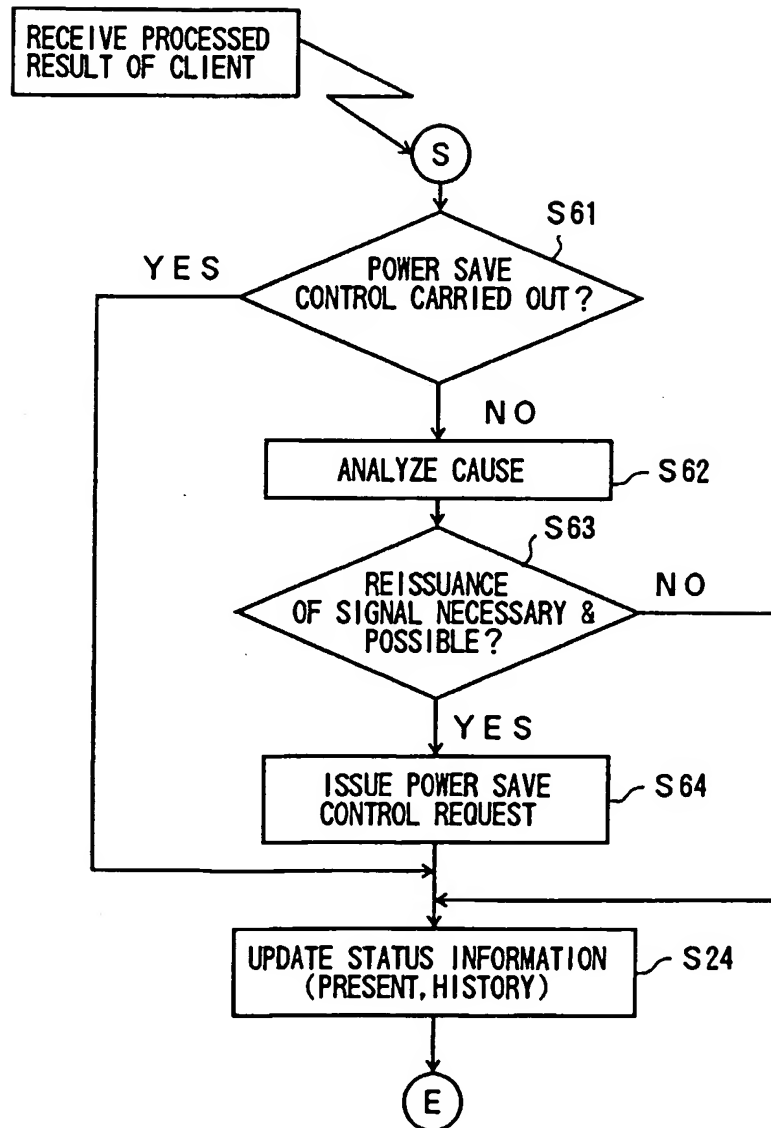 RECEIVE PROCESSED
RESULT OF CLIENT
S
S61
YES
POWER SAVE
CONTROL CARRIED OUT?
NO
ANALYZE CAUSE
S62
S63
REISSUANCE
OF SIGNAL NECESSARY &
POSSIBLE?
NO
YES
ISSUE POWER SAVE
CONTROL REQUEST
S64
UPDATE STATUS INFORMATION
(PRESENT, HISTORY)
S24
E